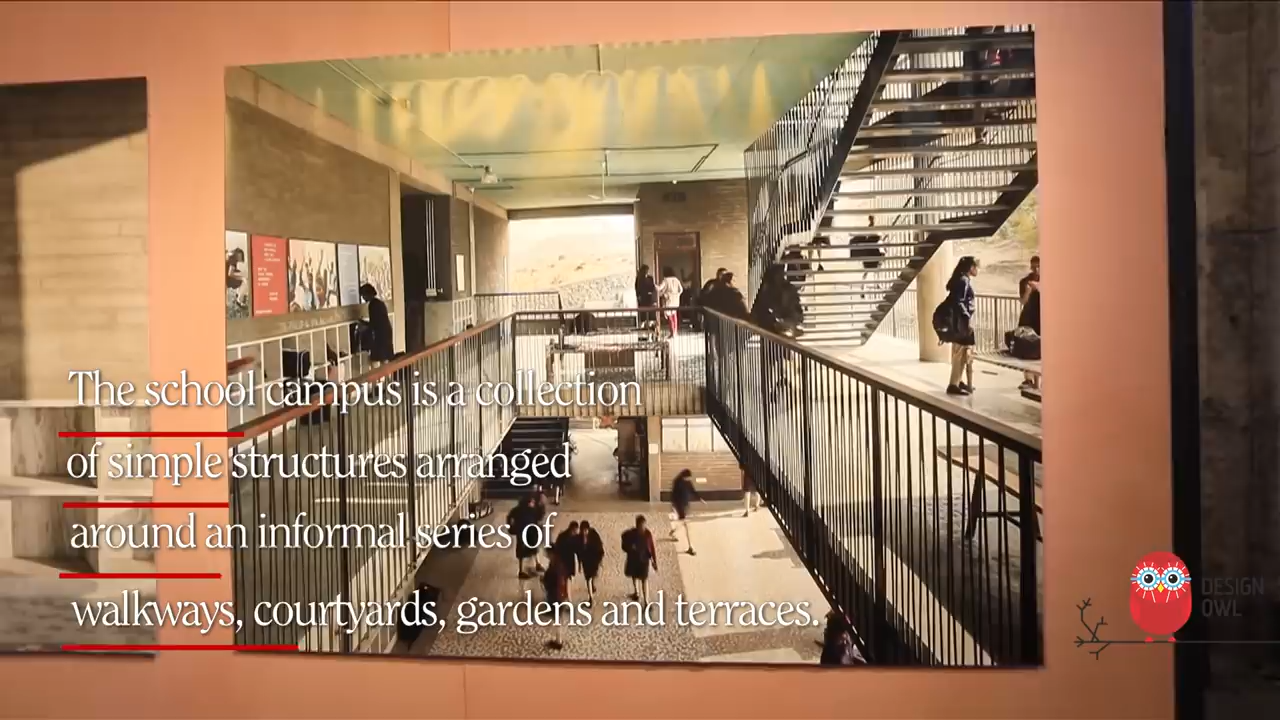 The school campus is a collection
of simple structures arranged
around an informal series of
walkways, courtyards, gardens and terraces.
DESIGN
OWL